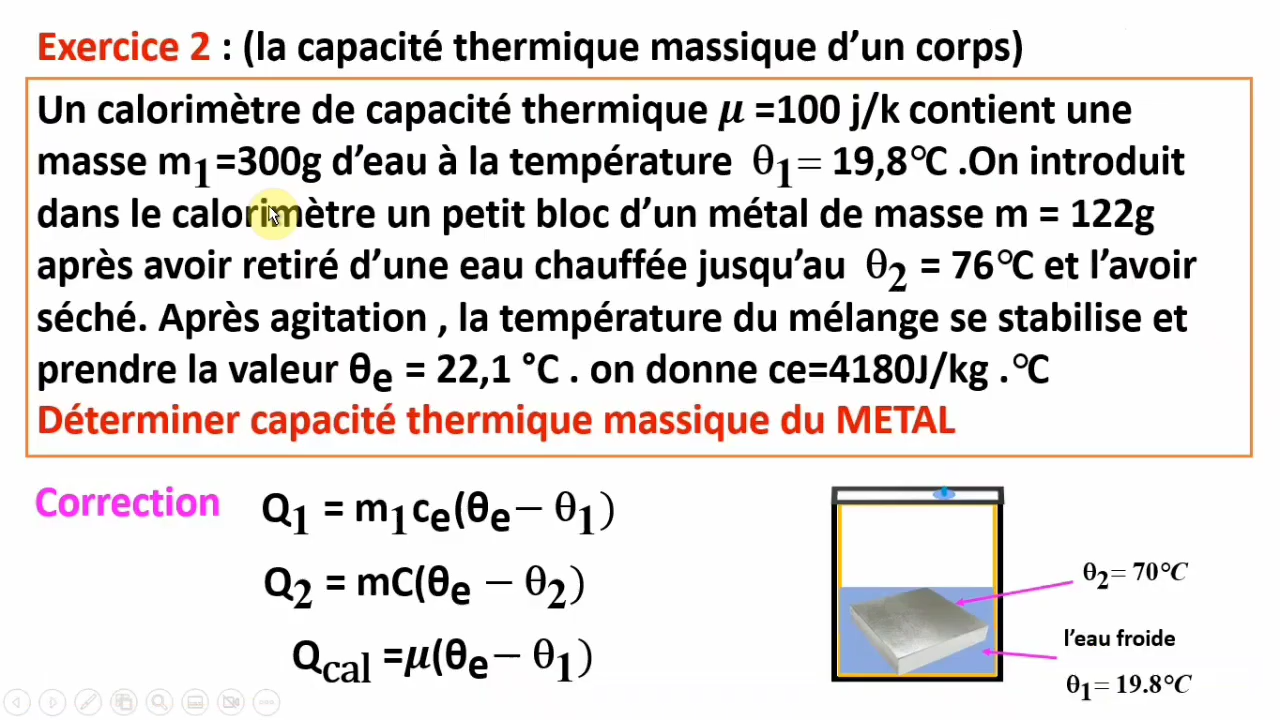 Exercice 2 : (la capacité thermique massique d’un corps)
Un calorimètre de capacité thermique μ =100 j/k contient une
masse m₁=300g d’eau à la température θ₁= 19,8°C .On introduit
dans le calorimètre un petit bloc d’un métal de masse m = 122g
après avoir retiré d’une eau chauffée jusqu’au θ₂ = 76°C et l’avoir
séché. Après agitation , la température du mélange se stabilise et
prendre la valeur θe = 22,1 °C . on donne ce=4180J/kg .°C
Déterminer capacité thermique massique du METAL
Correction
Q₁ = m₁ce(θe− θ₁)
Q₂ = mC(θe − θ₂)
Qcal =μ(θe− θ₁)
θ₂= 70°C
l’eau froide
θ₁= 19.8°C